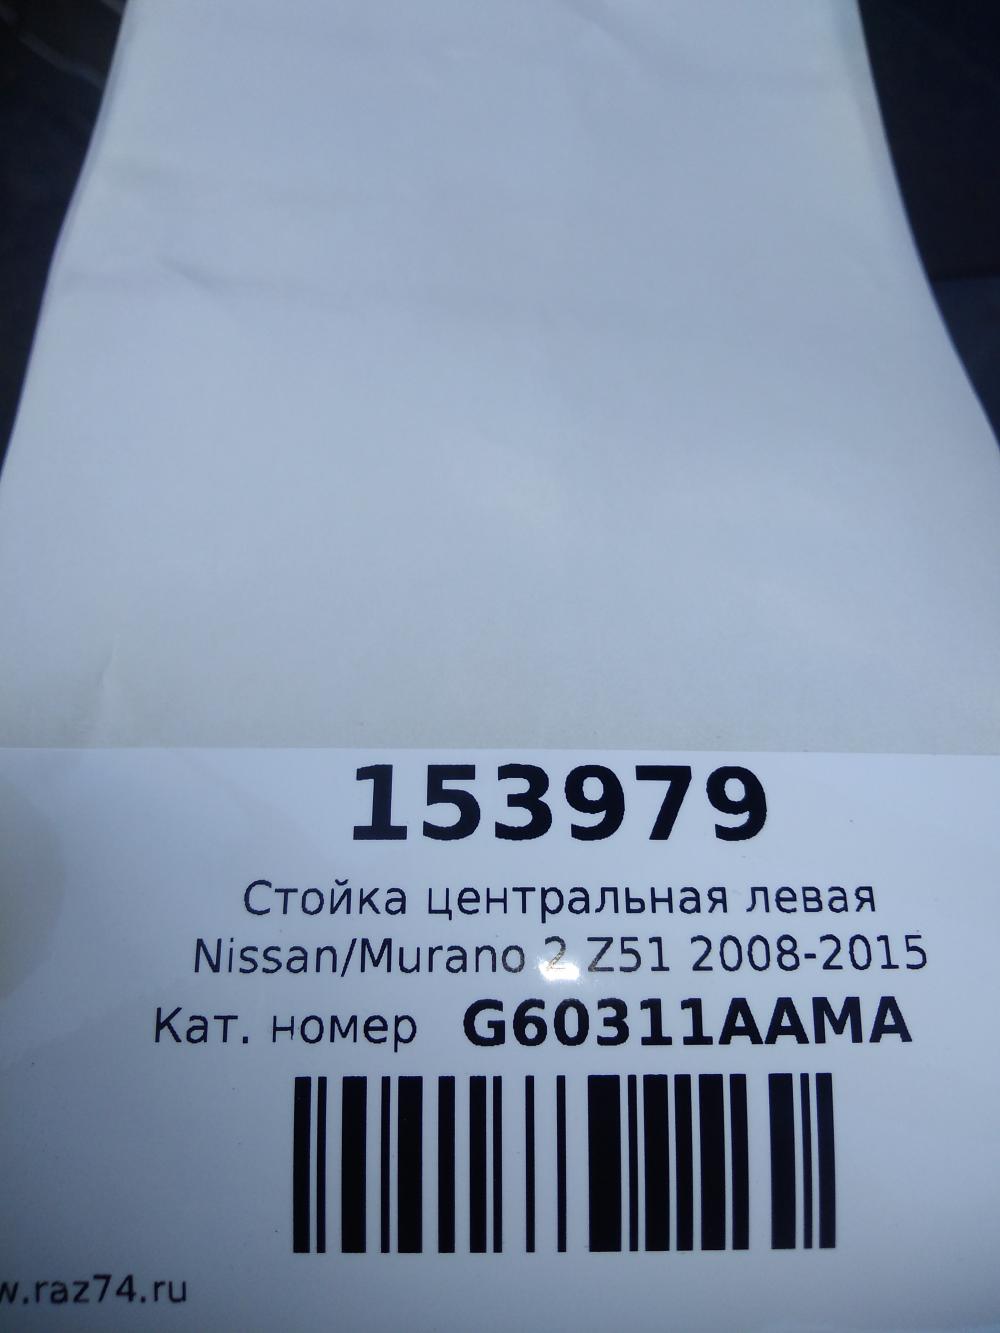 153979
Стойка центральная левая
Nissan/Murano 2 Z51 2008-2015
Кат. номер G60311AAMA
w.raz74.ru